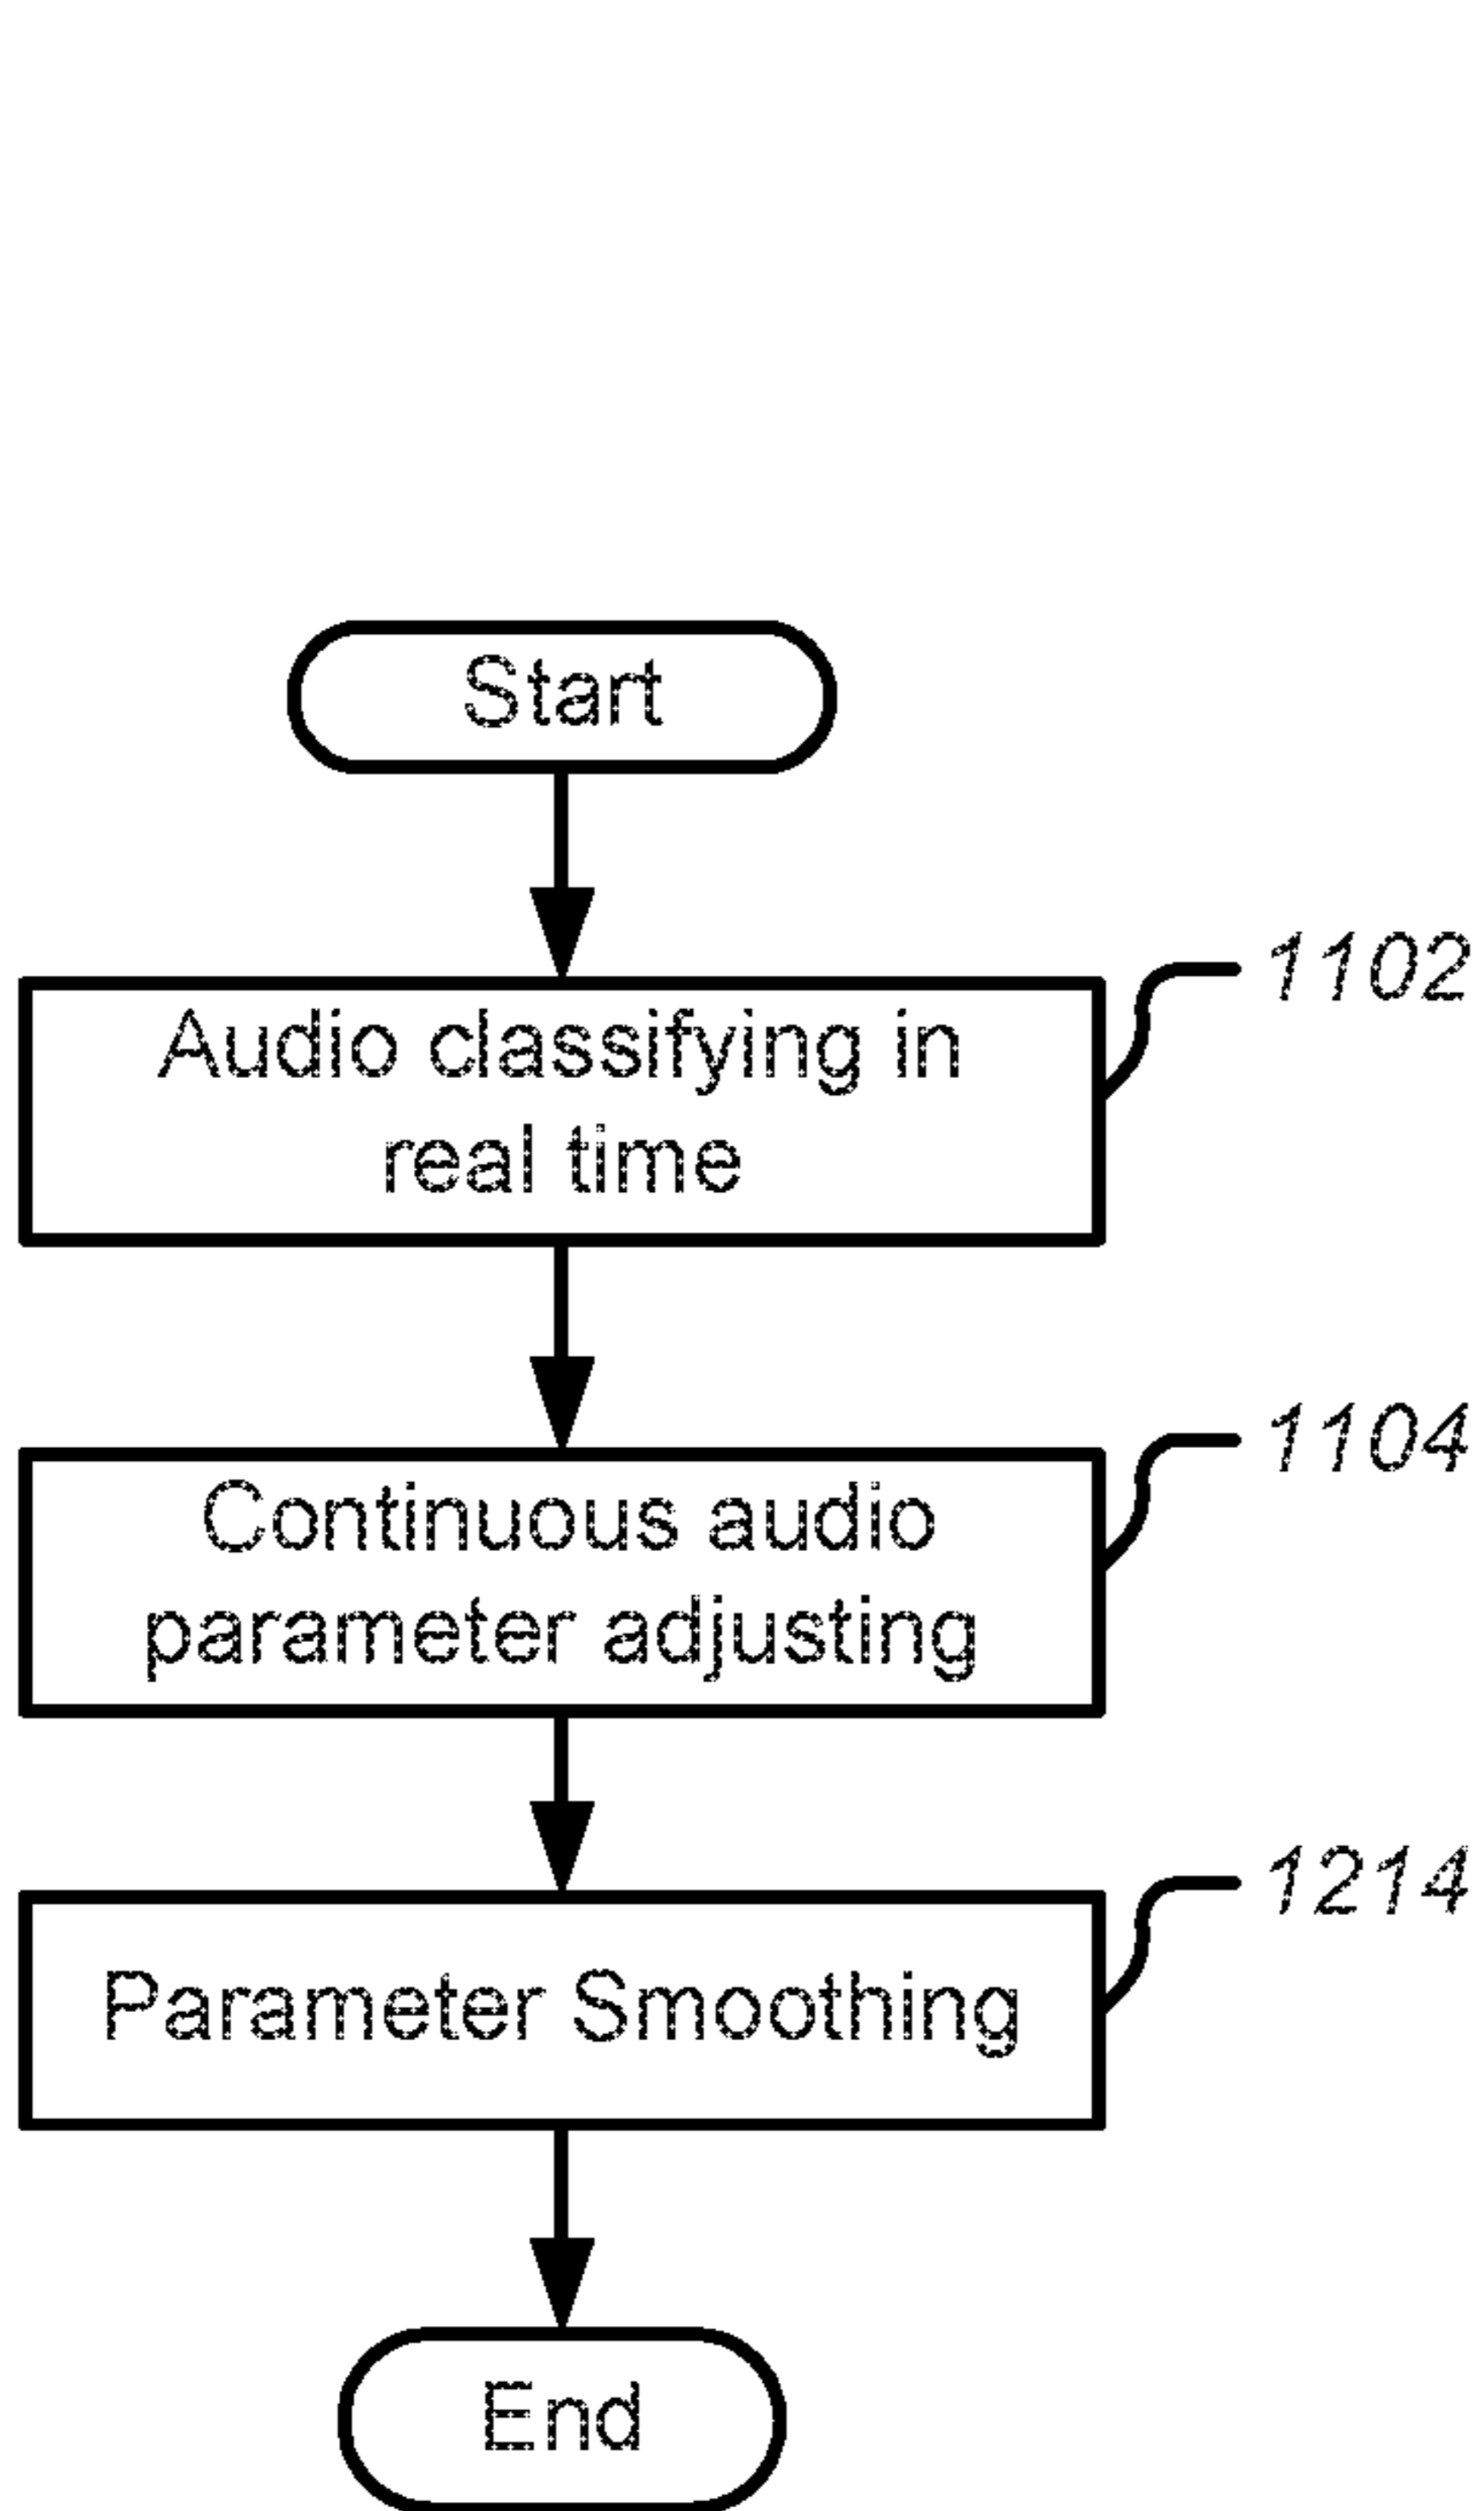 Start
1102
Audio classifying in
real time
1104
Continuous audio
parameter adjusting
1214
Parameter Smoothing
End